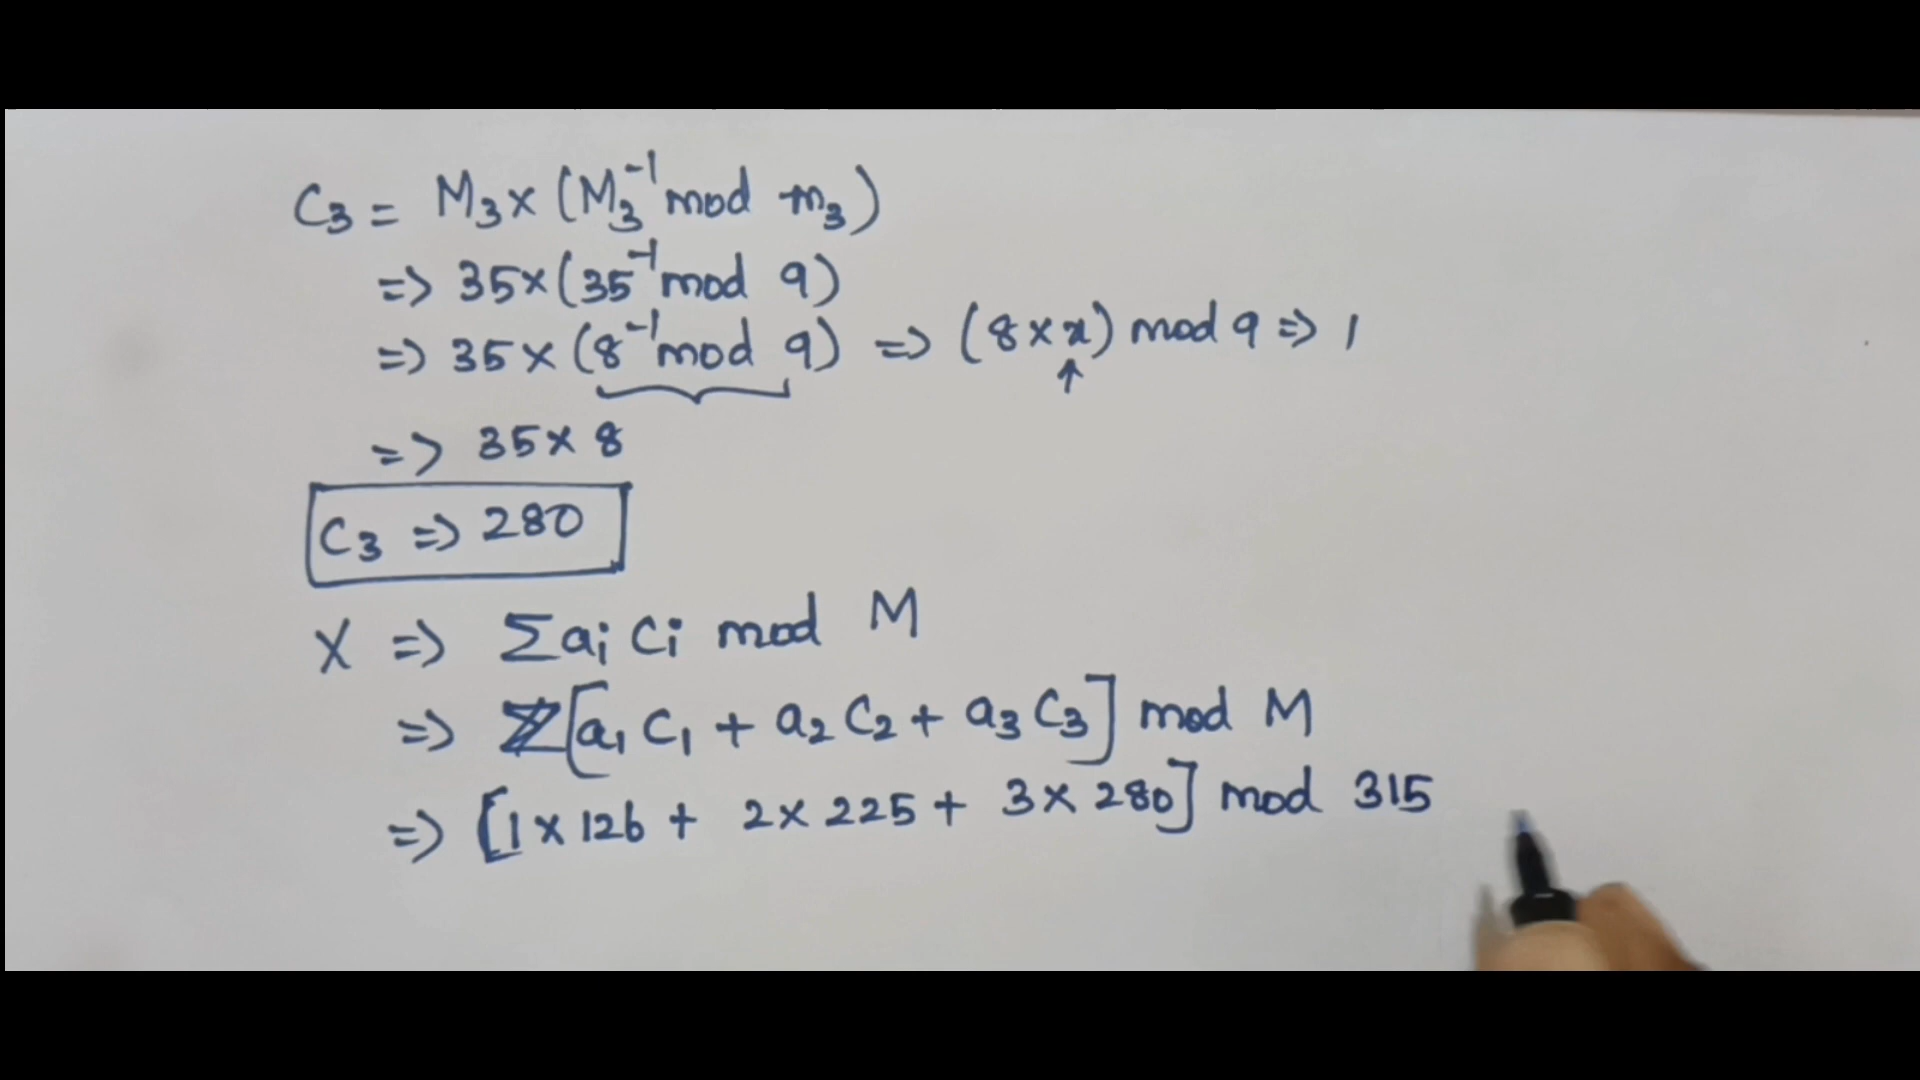 C₃ = M₃ × (M₃⁻¹ mod m₃)
=> 35 × (35⁻¹ mod 9)
=> 35 × (8⁻¹ mod 9) => (8 × x) mod 9 => 1
↑
=> 35 × 8
C₃ => 280
X => Σ aᵢ Cᵢ mod M
=> [a₁ C₁ + a₂ C₂ + a₃ C₃] mod M
=> [1 × 126 + 2 × 225 + 3 × 280] mod 315